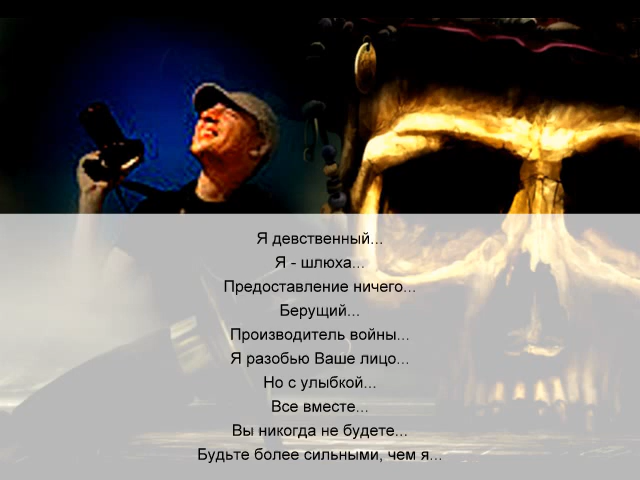 Я девственный...
Я - шлюха...
Предоставление ничего...
Берущий...
Производитель войны...
Я разобью Ваше лицо...
Но с улыбкой...
Все вместе...
Вы никогда не будете...
Будьте более сильными, чем я...